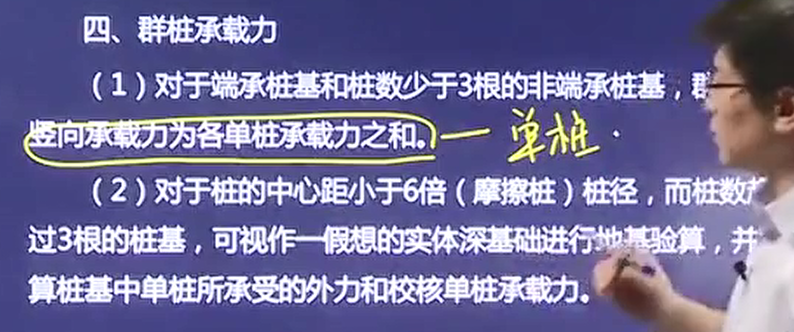 四、群桩承载力
（1）对于端承桩基和桩数少于3根的非端承桩基，群
竖向承载力为各单桩承载力之和。— 单桩.
（2）对于桩的中心距小于6倍（摩擦桩）桩径，而桩数
过3根的桩基，可视作一假想的实体深基础进行地基验算，并
算桩基中单桩所承受的外力和校核单桩承载力。